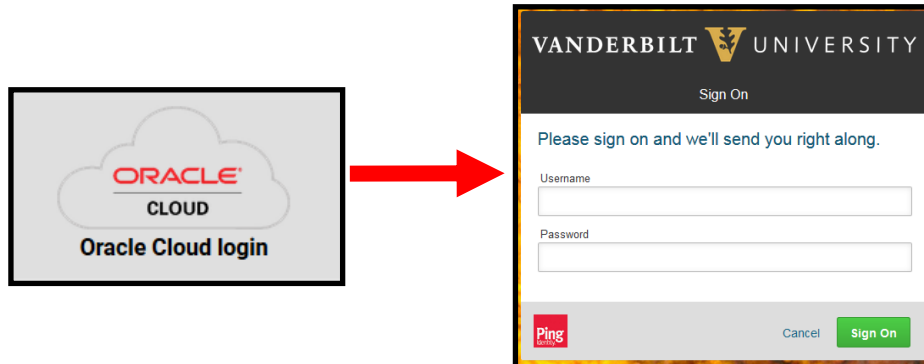 ORACLE
CLOUD
Oracle Cloud login
VANDERBILT V UNIVERSITY
Sign On
Please sign on and we'll send you right along.
Username
Password
Ping
Identity
Cancel
Sign On